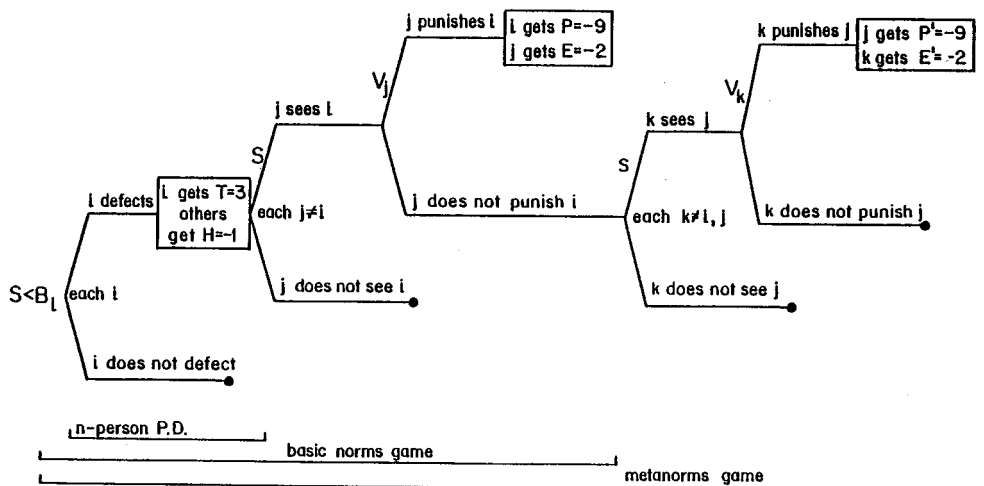 j punishes i
i gets P=-9
j gets E=-2
k punishes j
j gets P'=-9
k gets E'=-2
Vj
Vk
j sees i
k sees j
S
S
i defects
i gets T=3
others
get H=-1
each j≠i
j does not punish i
each k≠i, j
k does not punish j
S<Bi
each i
j does not see i
k does not see j
i does not defect
n-person P.D.
basic norms game
metanorms game